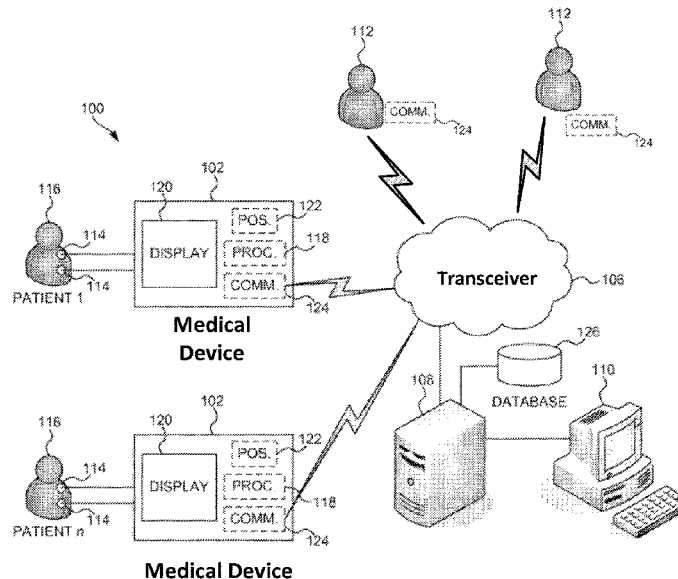 112
112
100
COMM.
124
COMM.
124
116
114
120
102
POS.
122
DISPLAY
PROC.
118
COMM.
124
114
PATIENT 1
Medical
Device
Transceiver
106
126
DATABASE
108
110
116
114
120
102
POS.
122
DISPLAY
PROC.
118
COMM.
124
114
PATIENT n
Medical Device